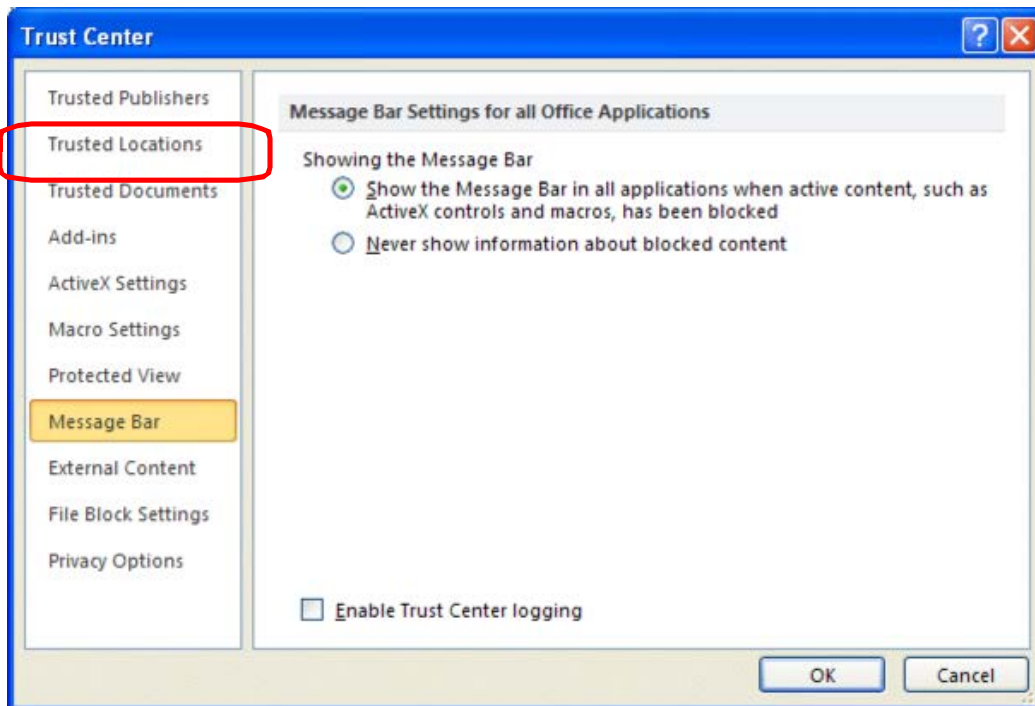 Trust Center
?
Trusted Publishers
Trusted Locations
Trusted Documents
Add-ins
ActiveX Settings
Macro Settings
Protected View
Message Bar
External Content
File Block Settings
Privacy Options
Message Bar Settings for all Office Applications
Showing the Message Bar
Show the Message Bar in all applications when active content, such as
ActiveX controls and macros, has been blocked
Never show information about blocked content
Enable Trust Center logging
OK
Cancel